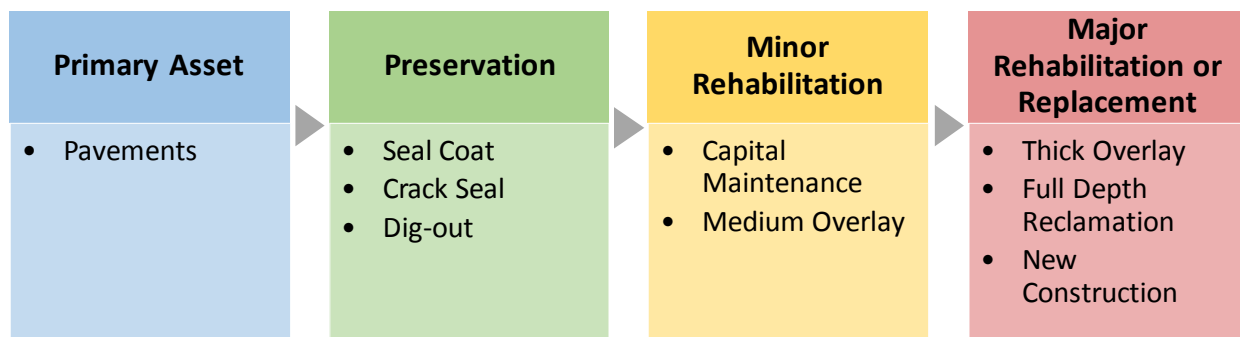 Primary Asset
• Pavements
Preservation
• Seal Coat
• Crack Seal
• Dig-out
Minor
Rehabilitation
• Capital
Maintenance
• Medium Overlay
Major
Rehabilitation or
Replacement
• Thick Overlay
• Full Depth
Reclamation
• New
Construction